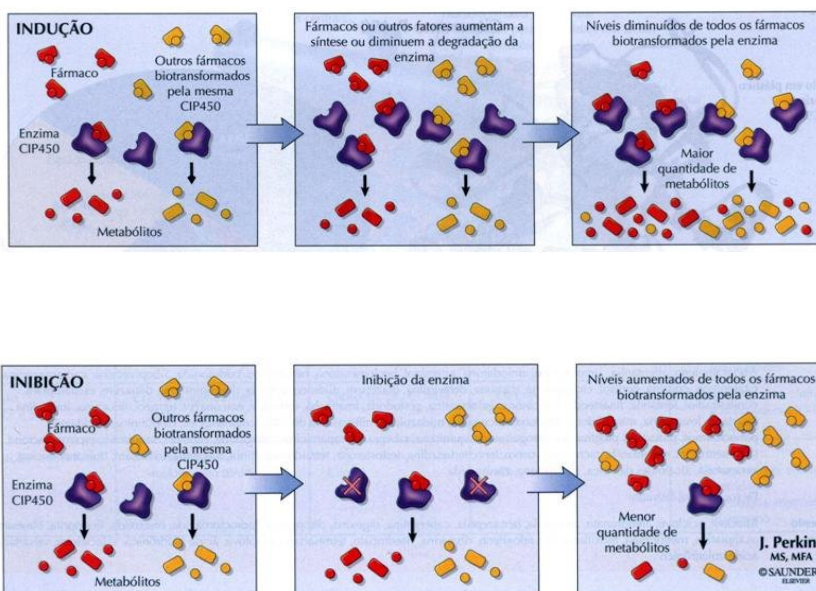 INDUÇÃO
Fármaco
Outros fármacos
biotransformados
pela mesma
CIP450
Enzima
CIP450
Metabólitos
Fármacos ou outros fatores aumentam a
síntese ou diminuem a degradação da
enzima
Níveis diminuídos de todos os fármacos
biotransformados pela enzima
Maior
quantidade de
metabólitos
INIBIÇÃO
Fármaco
Outros fármacos
biotransformados
pela mesma
CIP450
Enzima
CIP450
Metabólitos
Inibição da enzima
Níveis aumentados de todos os fármacos
biotransformados pela enzima
Menor
quantidade de
metabólitos
J. Perkin
MS, MFA
©SAUNDER
ELSEVIER